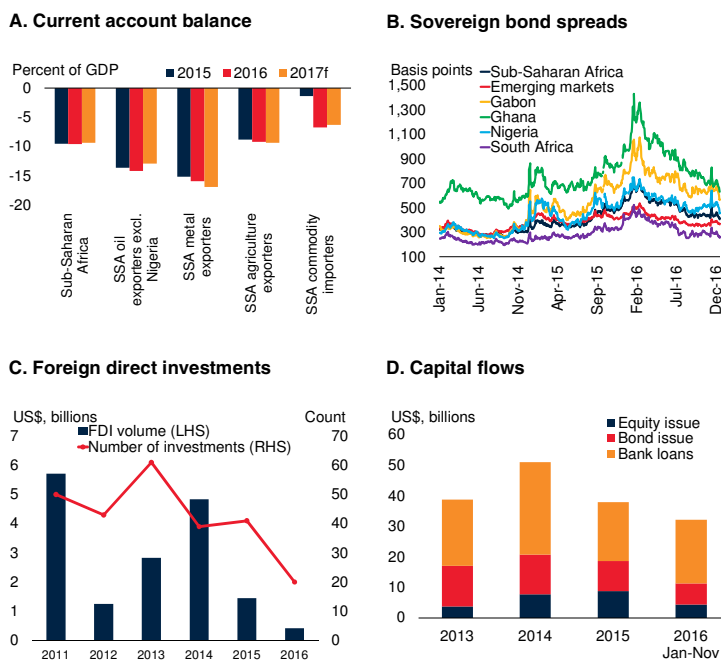 A. Current account balance
Percent of GDP
2015 2016 2017f
0
-5
-10
-15
-20
Sub-Saharan
Africa
SSA oil
exporters excl.
Nigeria
SSA metal
exporters
SSA agriculture
exporters
SSA commodity
importers
B. Sovereign bond spreads
Basis points
Sub-Saharan Africa
Emerging markets
Gabon
Ghana
Nigeria
South Africa
1,500
1,300
1,100
900
700
500
300
100
Jan-14
Jun-14
Nov-14
Apr-15
Sep-15
Feb-16
Jul-16
Dec-16
C. Foreign direct investments
US$, billions
Count
FDI volume (LHS)
Number of investments (RHS)
7
6
5
4
3
2
1
0
70
60
50
40
30
20
10
0
2011 2012 2013 2014 2015 2016
D. Capital flows
US$, billions
Equity issue
Bond issue
Bank loans
60
50
40
30
20
10
0
2013 2014 2015 2016
Jan-Nov